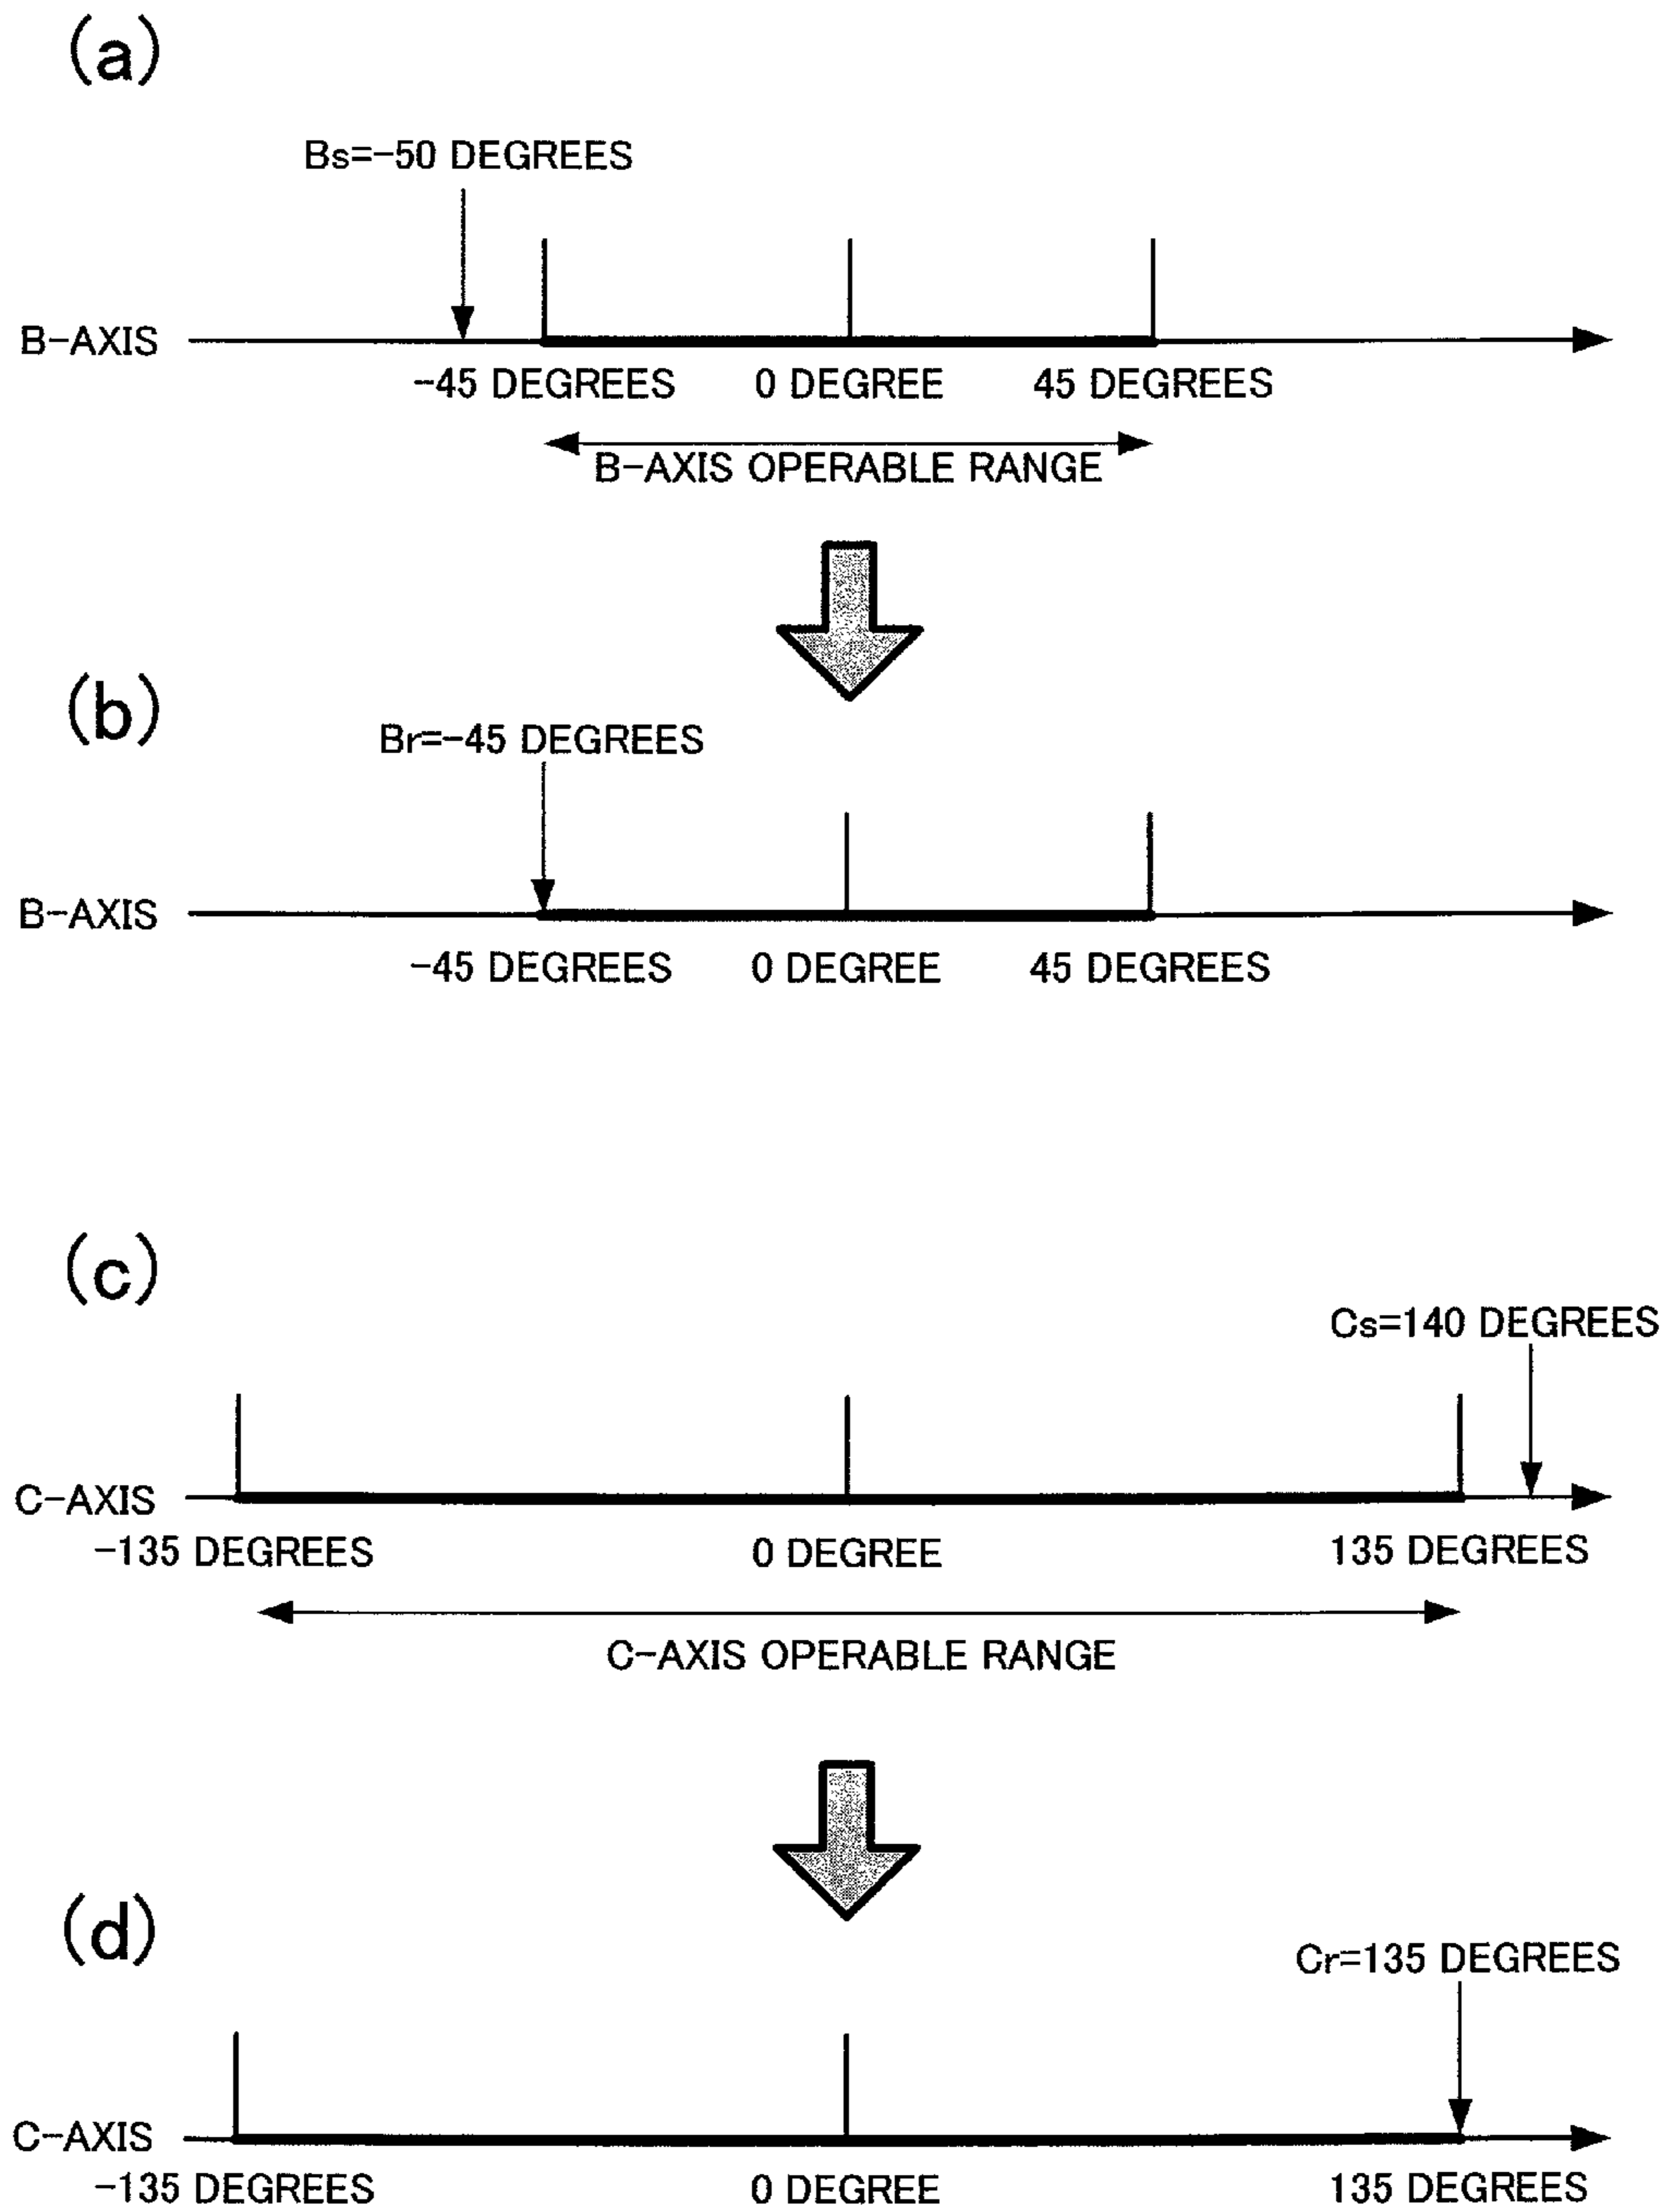 (a)
Bs=-50 DEGREES
B-AXIS
-45 DEGREES 0 DEGREE 45 DEGREES
B-AXIS OPERABLE RANGE
(b)
Br=-45 DEGREES
B-AXIS
-45 DEGREES 0 DEGREE 45 DEGREES
(c)
Cs=140 DEGREES
C-AXIS
-135 DEGREES 0 DEGREE 135 DEGREES
C-AXIS OPERABLE RANGE
(d)
Cr=135 DEGREES
C-AXIS
-135 DEGREES 0 DEGREE 135 DEGREES